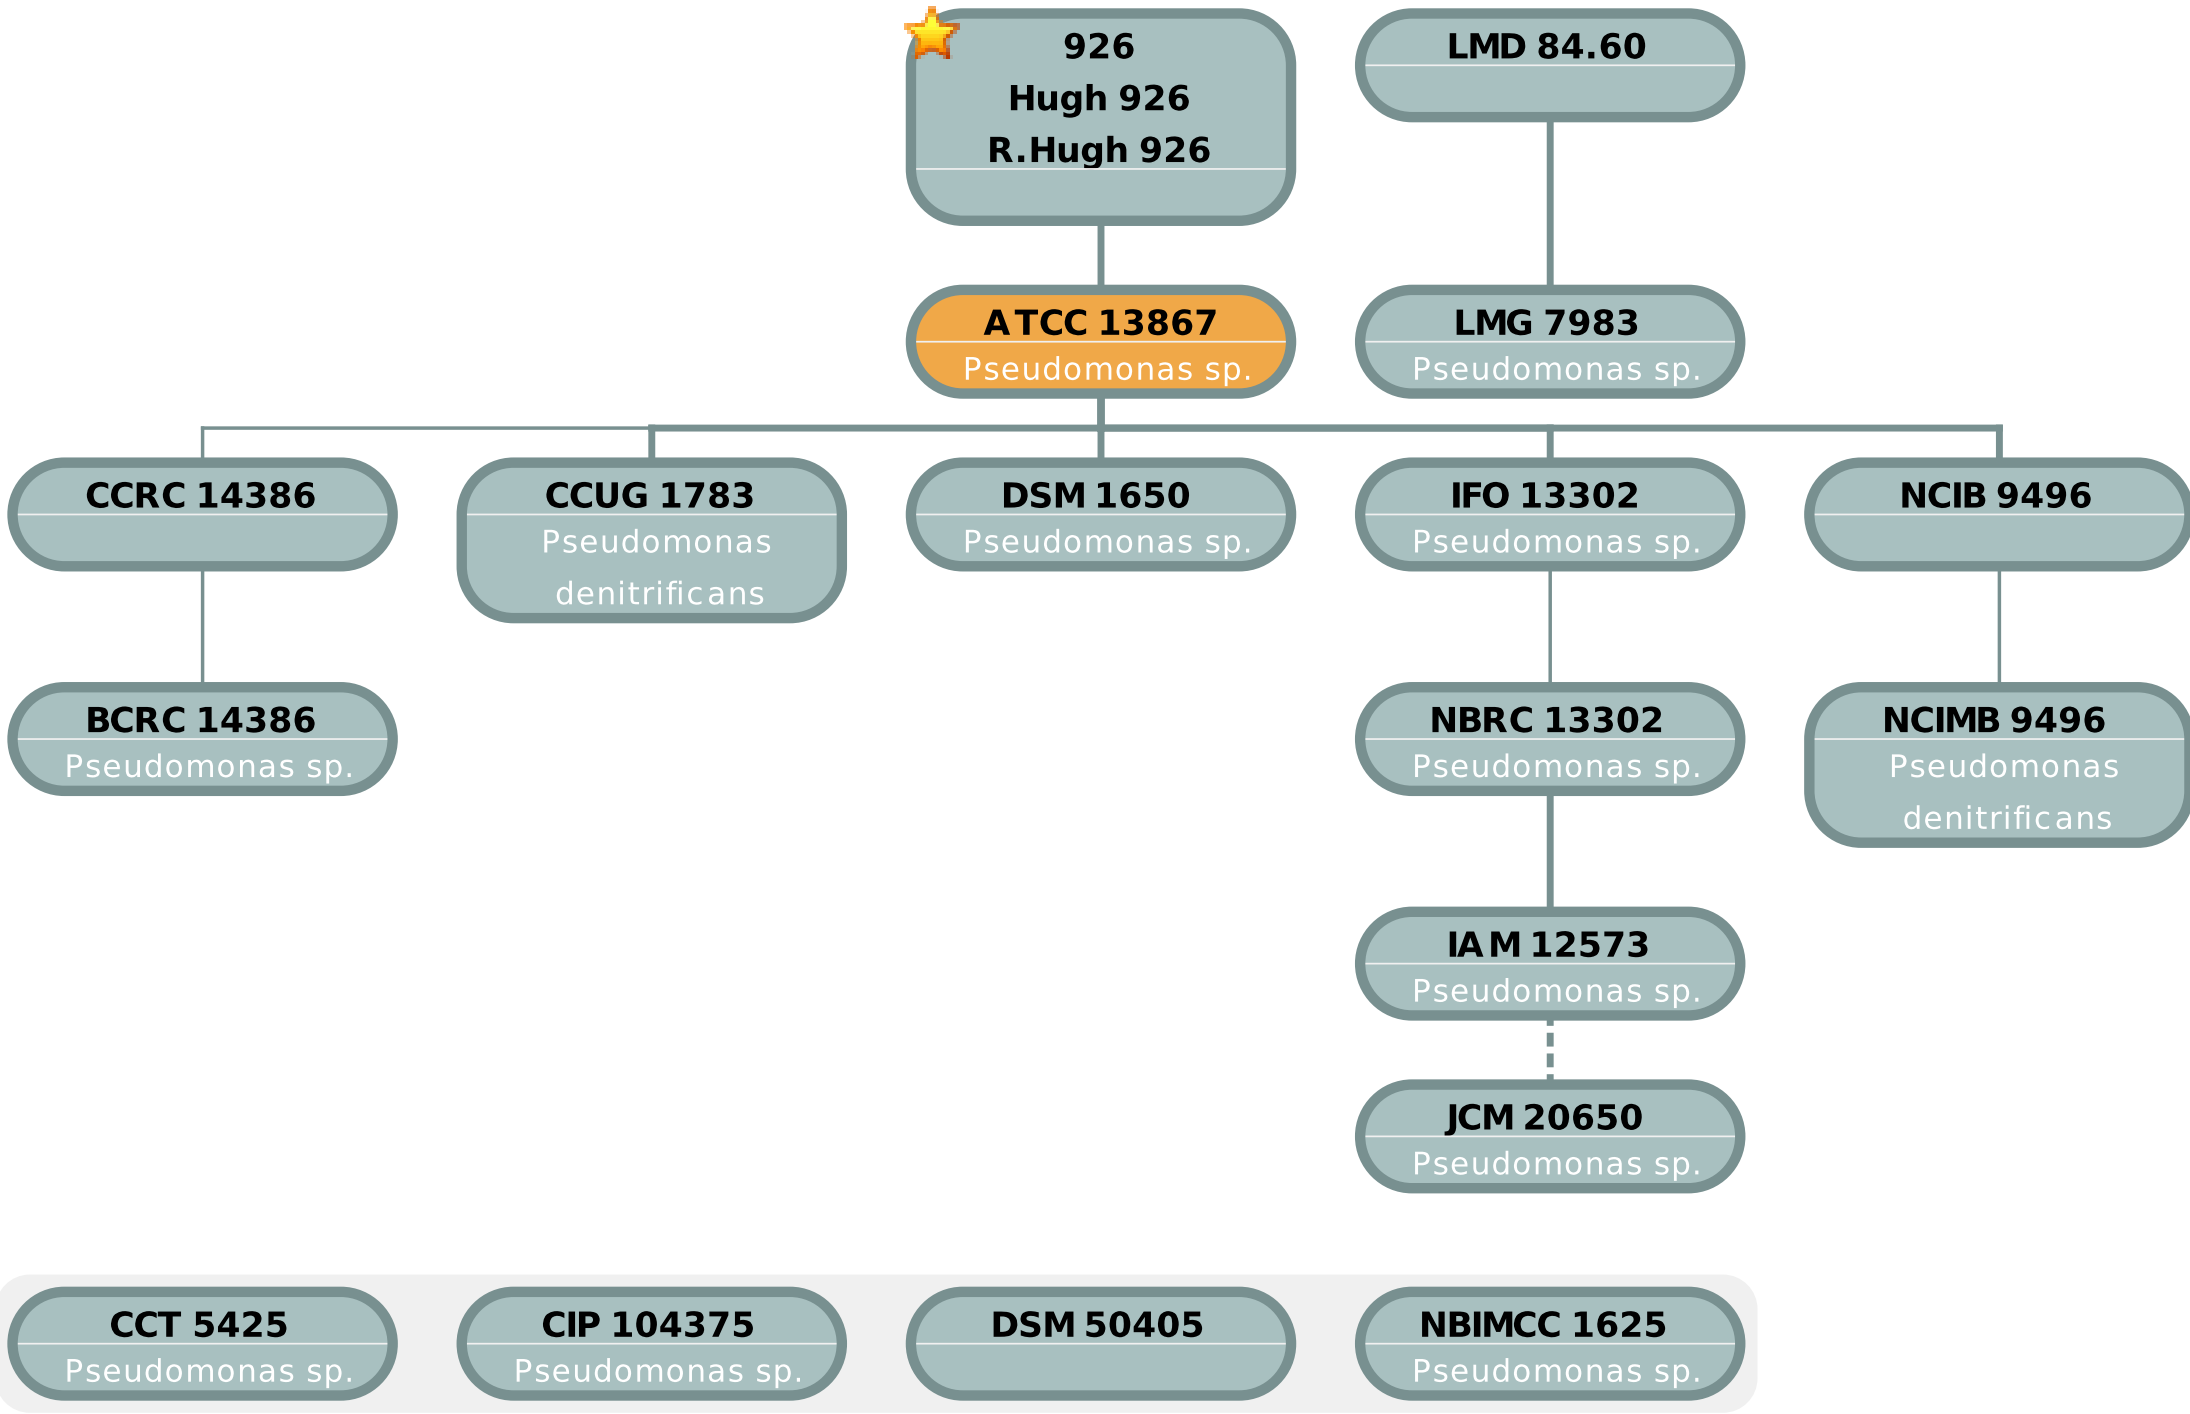 926
Hugh 926
R.Hugh 926
LMD 84.60
ATCC 13867
Pseudomonas sp.
LMG 7983
Pseudomonas sp.
CCRC 14386
CCUG 1783
Pseudomonas
denitrificans
DSM 1650
Pseudomonas sp.
IFO 13302
Pseudomonas sp.
NCIB 9496
BCRC 14386
Pseudomonas sp.
NBRC 13302
Pseudomonas sp.
NCIMB 9496
Pseudomonas
denitrificans
IAM 12573
Pseudomonas sp.
JCM 20650
Pseudomonas sp.
CCT 5425
Pseudomonas sp.
CIP 104375
Pseudomonas sp.
DSM 50405
NBIMCC 1625
Pseudomonas sp.